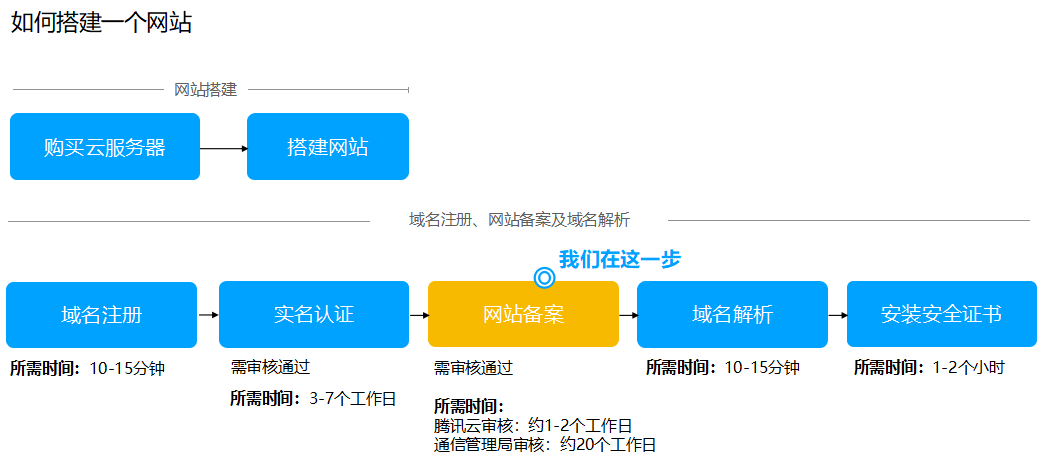 如何搭建一个网站
网站搭建
购买云服务器
搭建网站
域名注册、网站备案及域名解析
我们在这一步
域名注册
实名认证
网站备案
域名解析
安装安全证书
所需时间：10-15分钟
需审核通过
所需时间：3-7个工作日
需审核通过
所需时间：
腾讯云审核：约1-2个工作日
通信管理局审核：约20个工作日
所需时间：10-15分钟
所需时间：1-2个小时